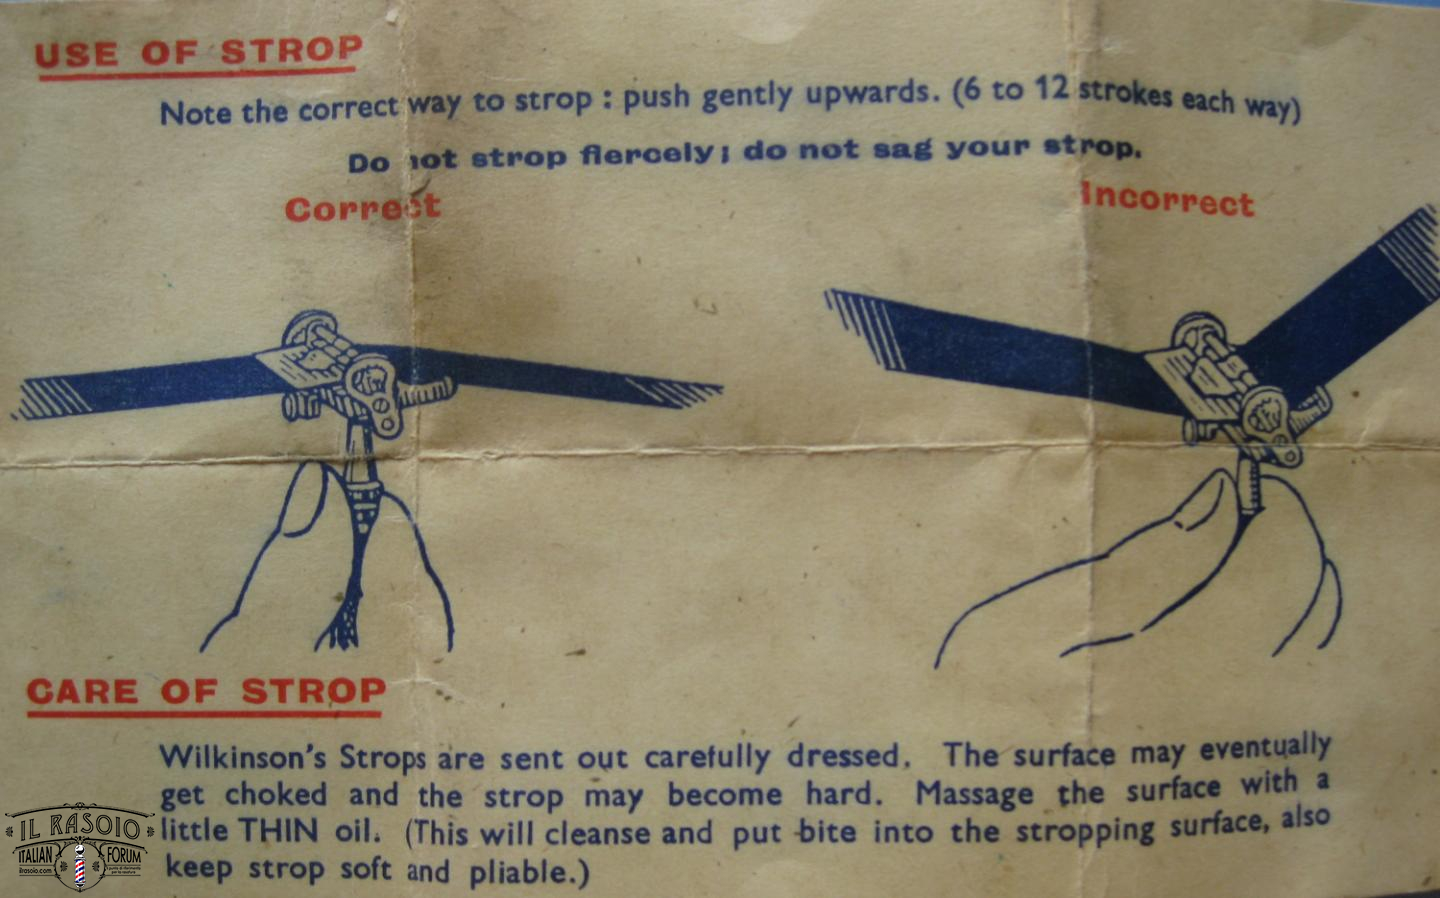 USE OF STROP
Note the correct way to strop : push gently upwards. (6 to 12 strokes each way)
Do not strop fiercely; do not sag your strop.
Correct
Incorrect
CARE OF STROP
Wilkinson's Strops are sent out carefully dressed. The surface may eventually
get choked and the strop may become hard. Massage the surface with a
little THIN oil. (This will cleanse and put bite into the stropping surface, also
keep strop soft and pliable.)
IL RASOIO
ITALIAN FORUM
ilrasoio.com